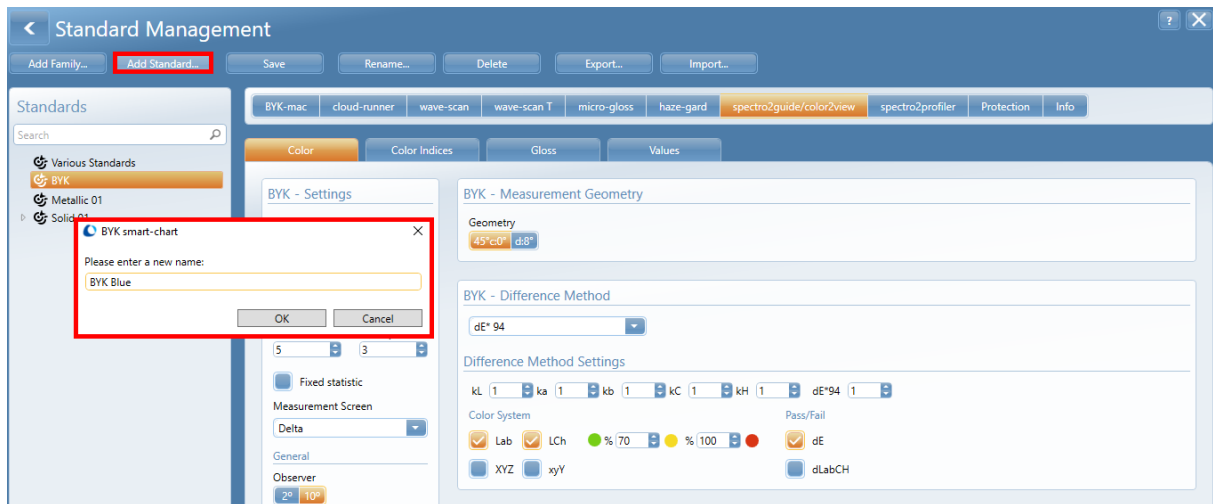 Standard Management
?
Add Family... Add Standard... Save Rename... Delete Export... Import...
Standards
Search
Various Standards
BYK
Metallic 01
Solid 01
BYK-mac cloud-runner wave-scan wave-scan T micro-gloss haze-gard spectro2guide/color2view spectro2profiler Protection Info
Color Color Indices Gloss Values
BYK smart-chart
Please enter a new name:
BYK Blue
OK Cancel
BYK - Settings
5 3
Fixed statistic
Measurement Screen
Delta
General
Observer
2° 10°
BYK - Measurement Geometry
Geometry
45°c:0° d:8°
BYK - Difference Method
dE* 94
Difference Method Settings
kL 1 ka 1 kb 1 kC 1 kH 1 dE*94 1
Color System Pass/Fail
Lab LCh % 70 % 100 dE
XYZ xyY dLabCH